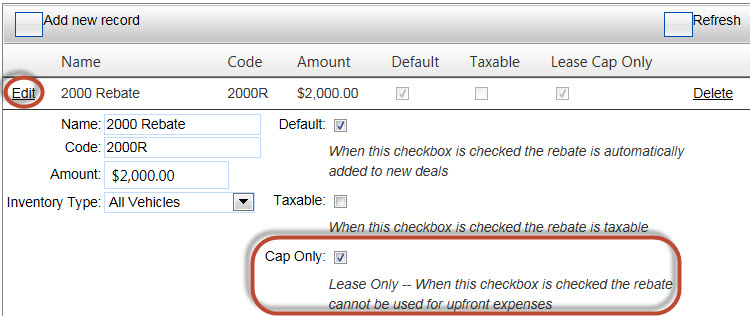 Add new record Refresh
Name Code Amount Default Taxable Lease Cap Only
Edit 2000 Rebate 2000R $2,000.00 Delete
Name: 2000 Rebate Default:
Code: 2000R When this checkbox is checked the rebate is automatically
added to new deals
Amount: $2,000.00
Inventory Type: All Vehicles Taxable:
When this checkbox is checked the rebate is taxable
Cap Only:
Lease Only -- When this checkbox is checked the rebate
cannot be used for upfront expenses